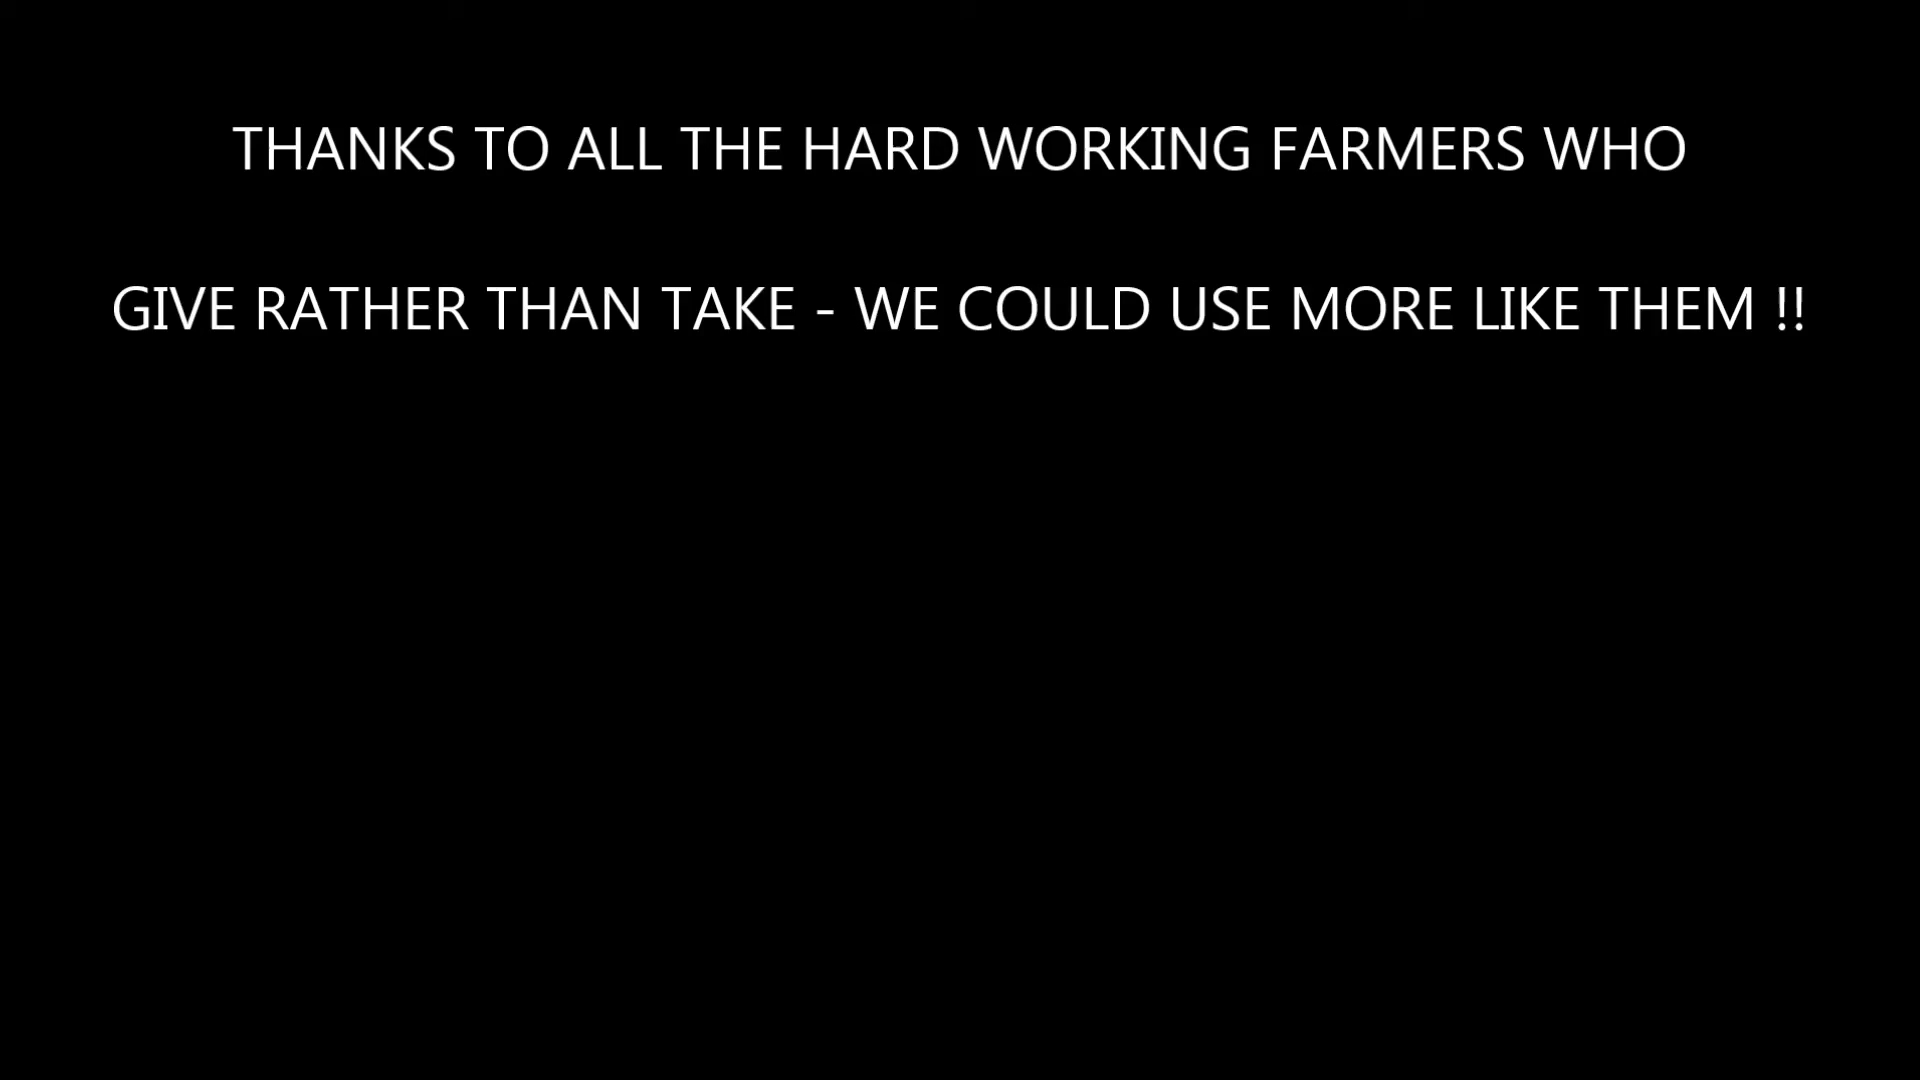 THANKS TO ALL THE HARD WORKING FARMERS WHO
GIVE RATHER THAN TAKE - WE COULD USE MORE LIKE THEM !!